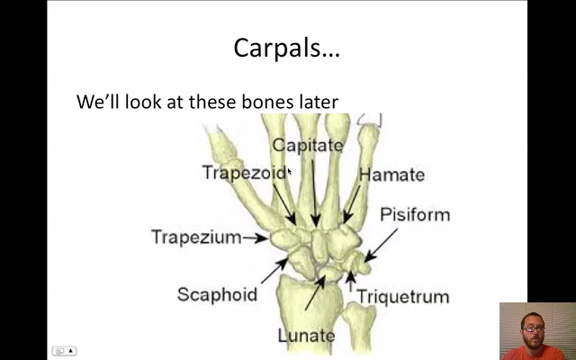 Carpals…
We'll look at these bones later
Capitate
Trapezoid
Hamate
Pisiform
Trapezium
Scaphoid
Triquetrum
Lunate